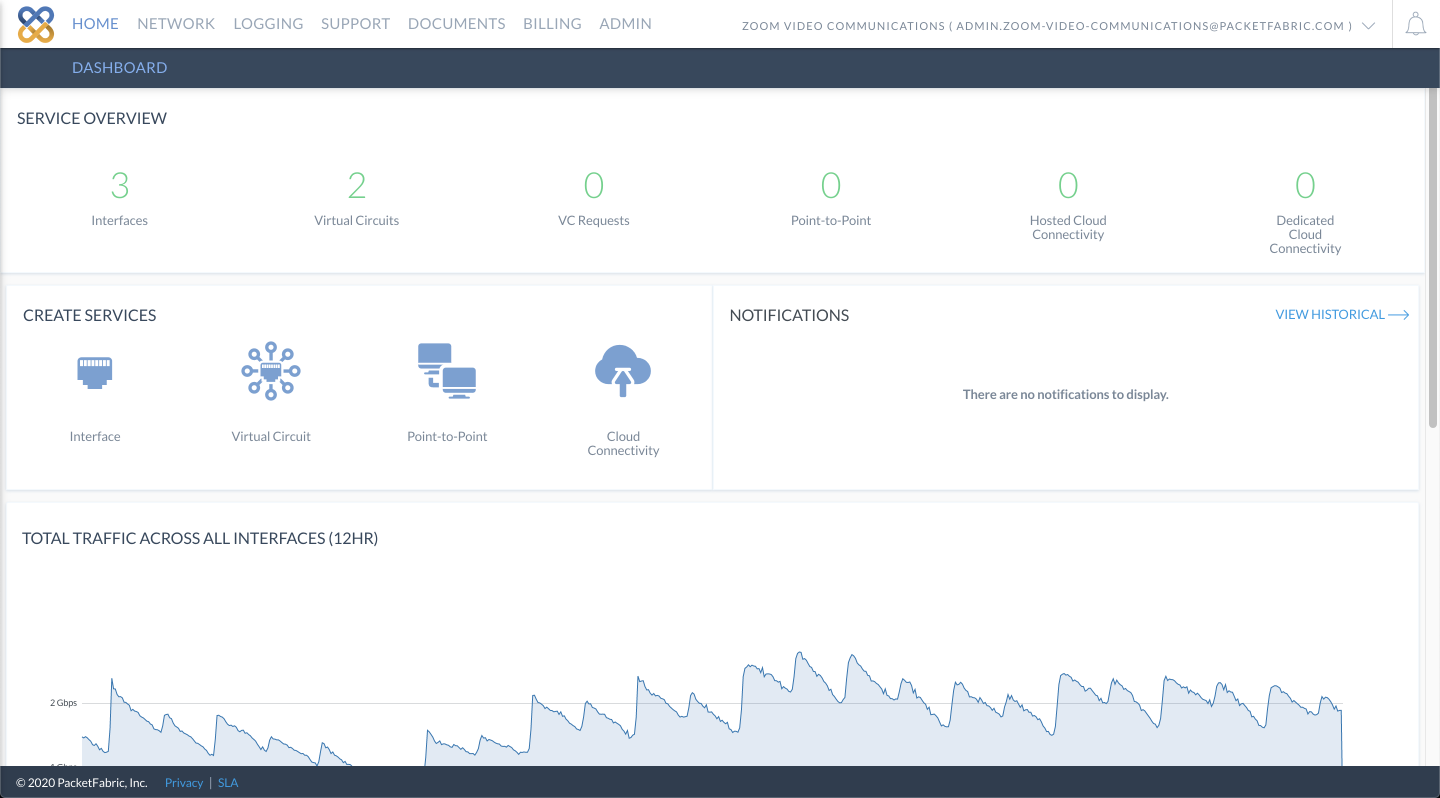 HOME NETWORK LOGGING SUPPORT DOCUMENTS BILLING ADMIN ZOOM VIDEO COMMUNICATIONS ( ADMIN.ZOOM-VIDEO-COMMUNICATIONS@PACKETFABRIC.COM )
DASHBOARD
SERVICE OVERVIEW
3 2 0 0 0 0
Interfaces Virtual Circuits VC Requests Point-to-Point Hosted Cloud Dedicated
Connectivity Cloud
Connectivity
CREATE SERVICES NOTIFICATIONS VIEW HISTORICAL
There are no notifications to display.
Interface Virtual Circuit Point-to-Point Cloud
Connectivity
TOTAL TRAFFIC ACROSS ALL INTERFACES (12HR)
2 Gbps
© 2020 PacketFabric, Inc. Privacy | SLA